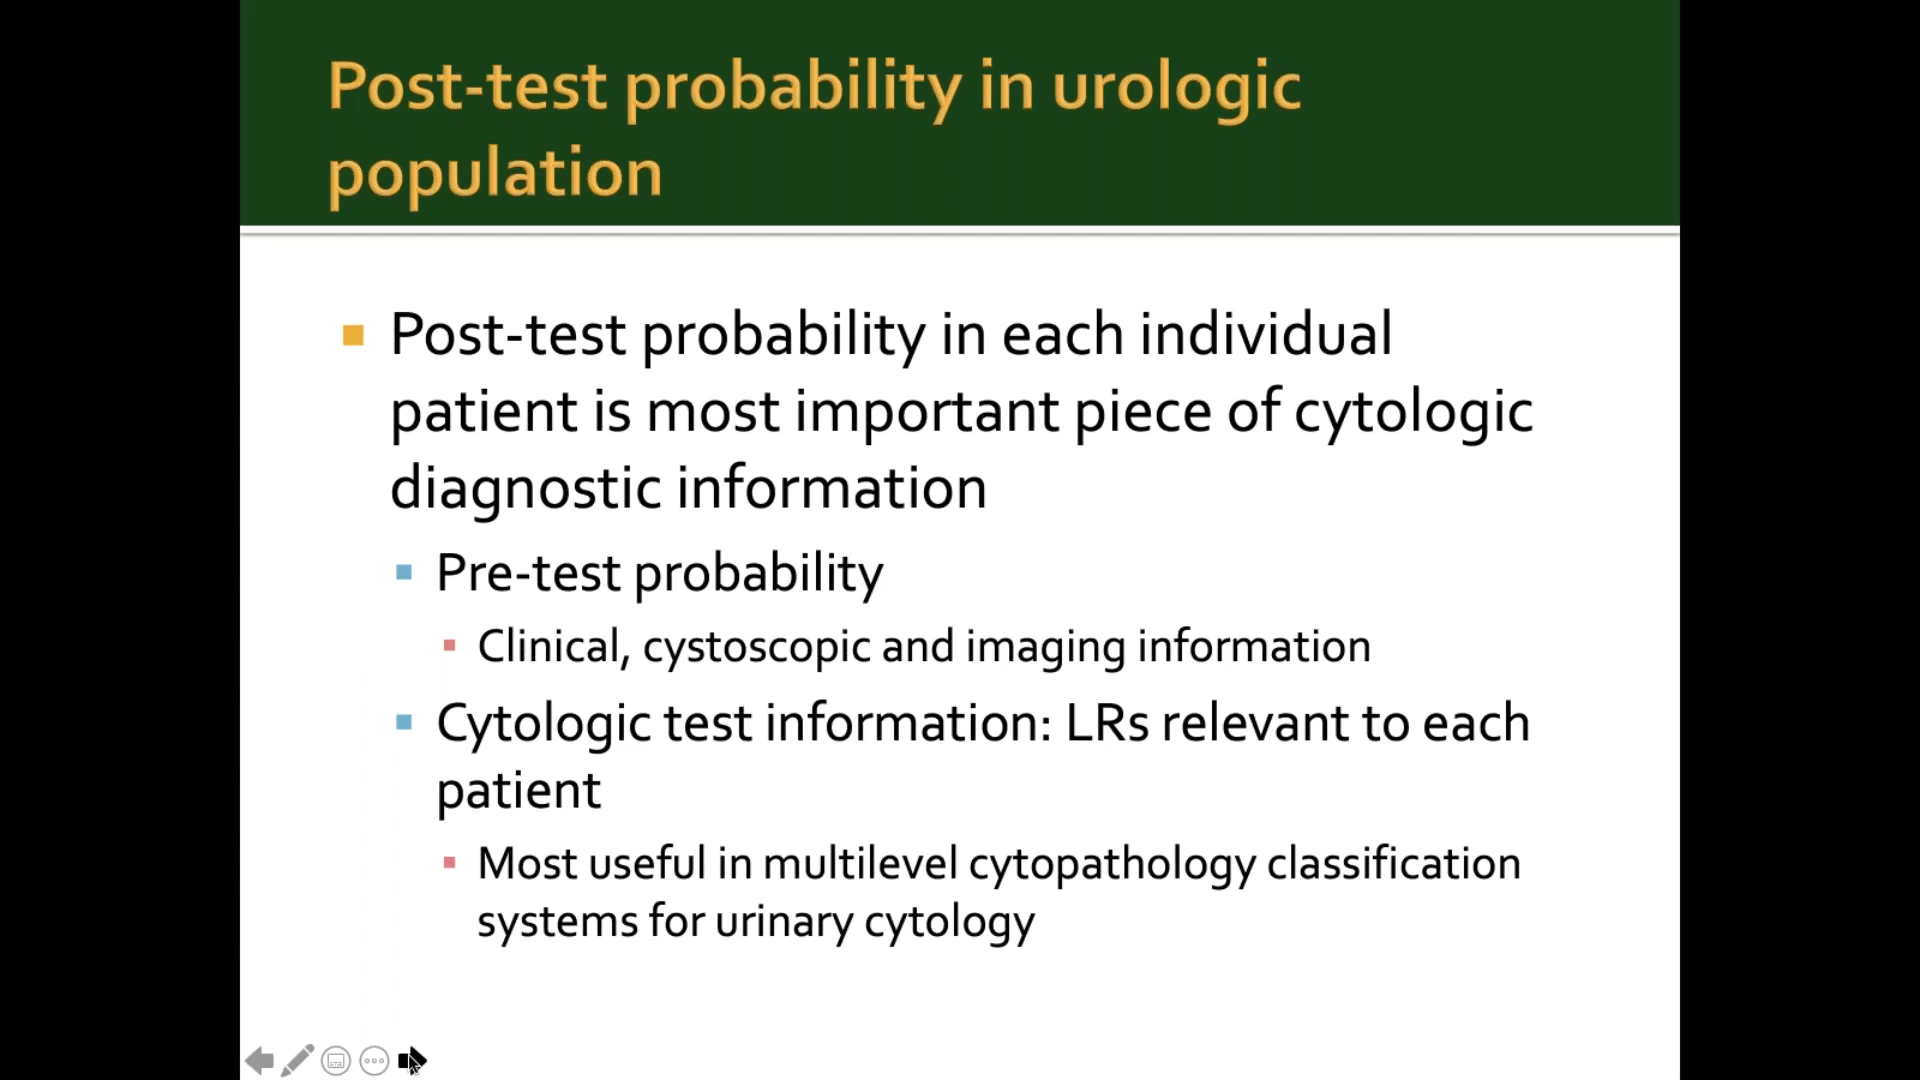 Post-test probability in urologic
population
Post-test probability in each individual
patient is most important piece of cytologic
diagnostic information
Pre-test probability
Clinical, cystoscopic and imaging information
Cytologic test information: LRs relevant to each
patient
Most useful in multilevel cytopathology classification
systems for urinary cytology